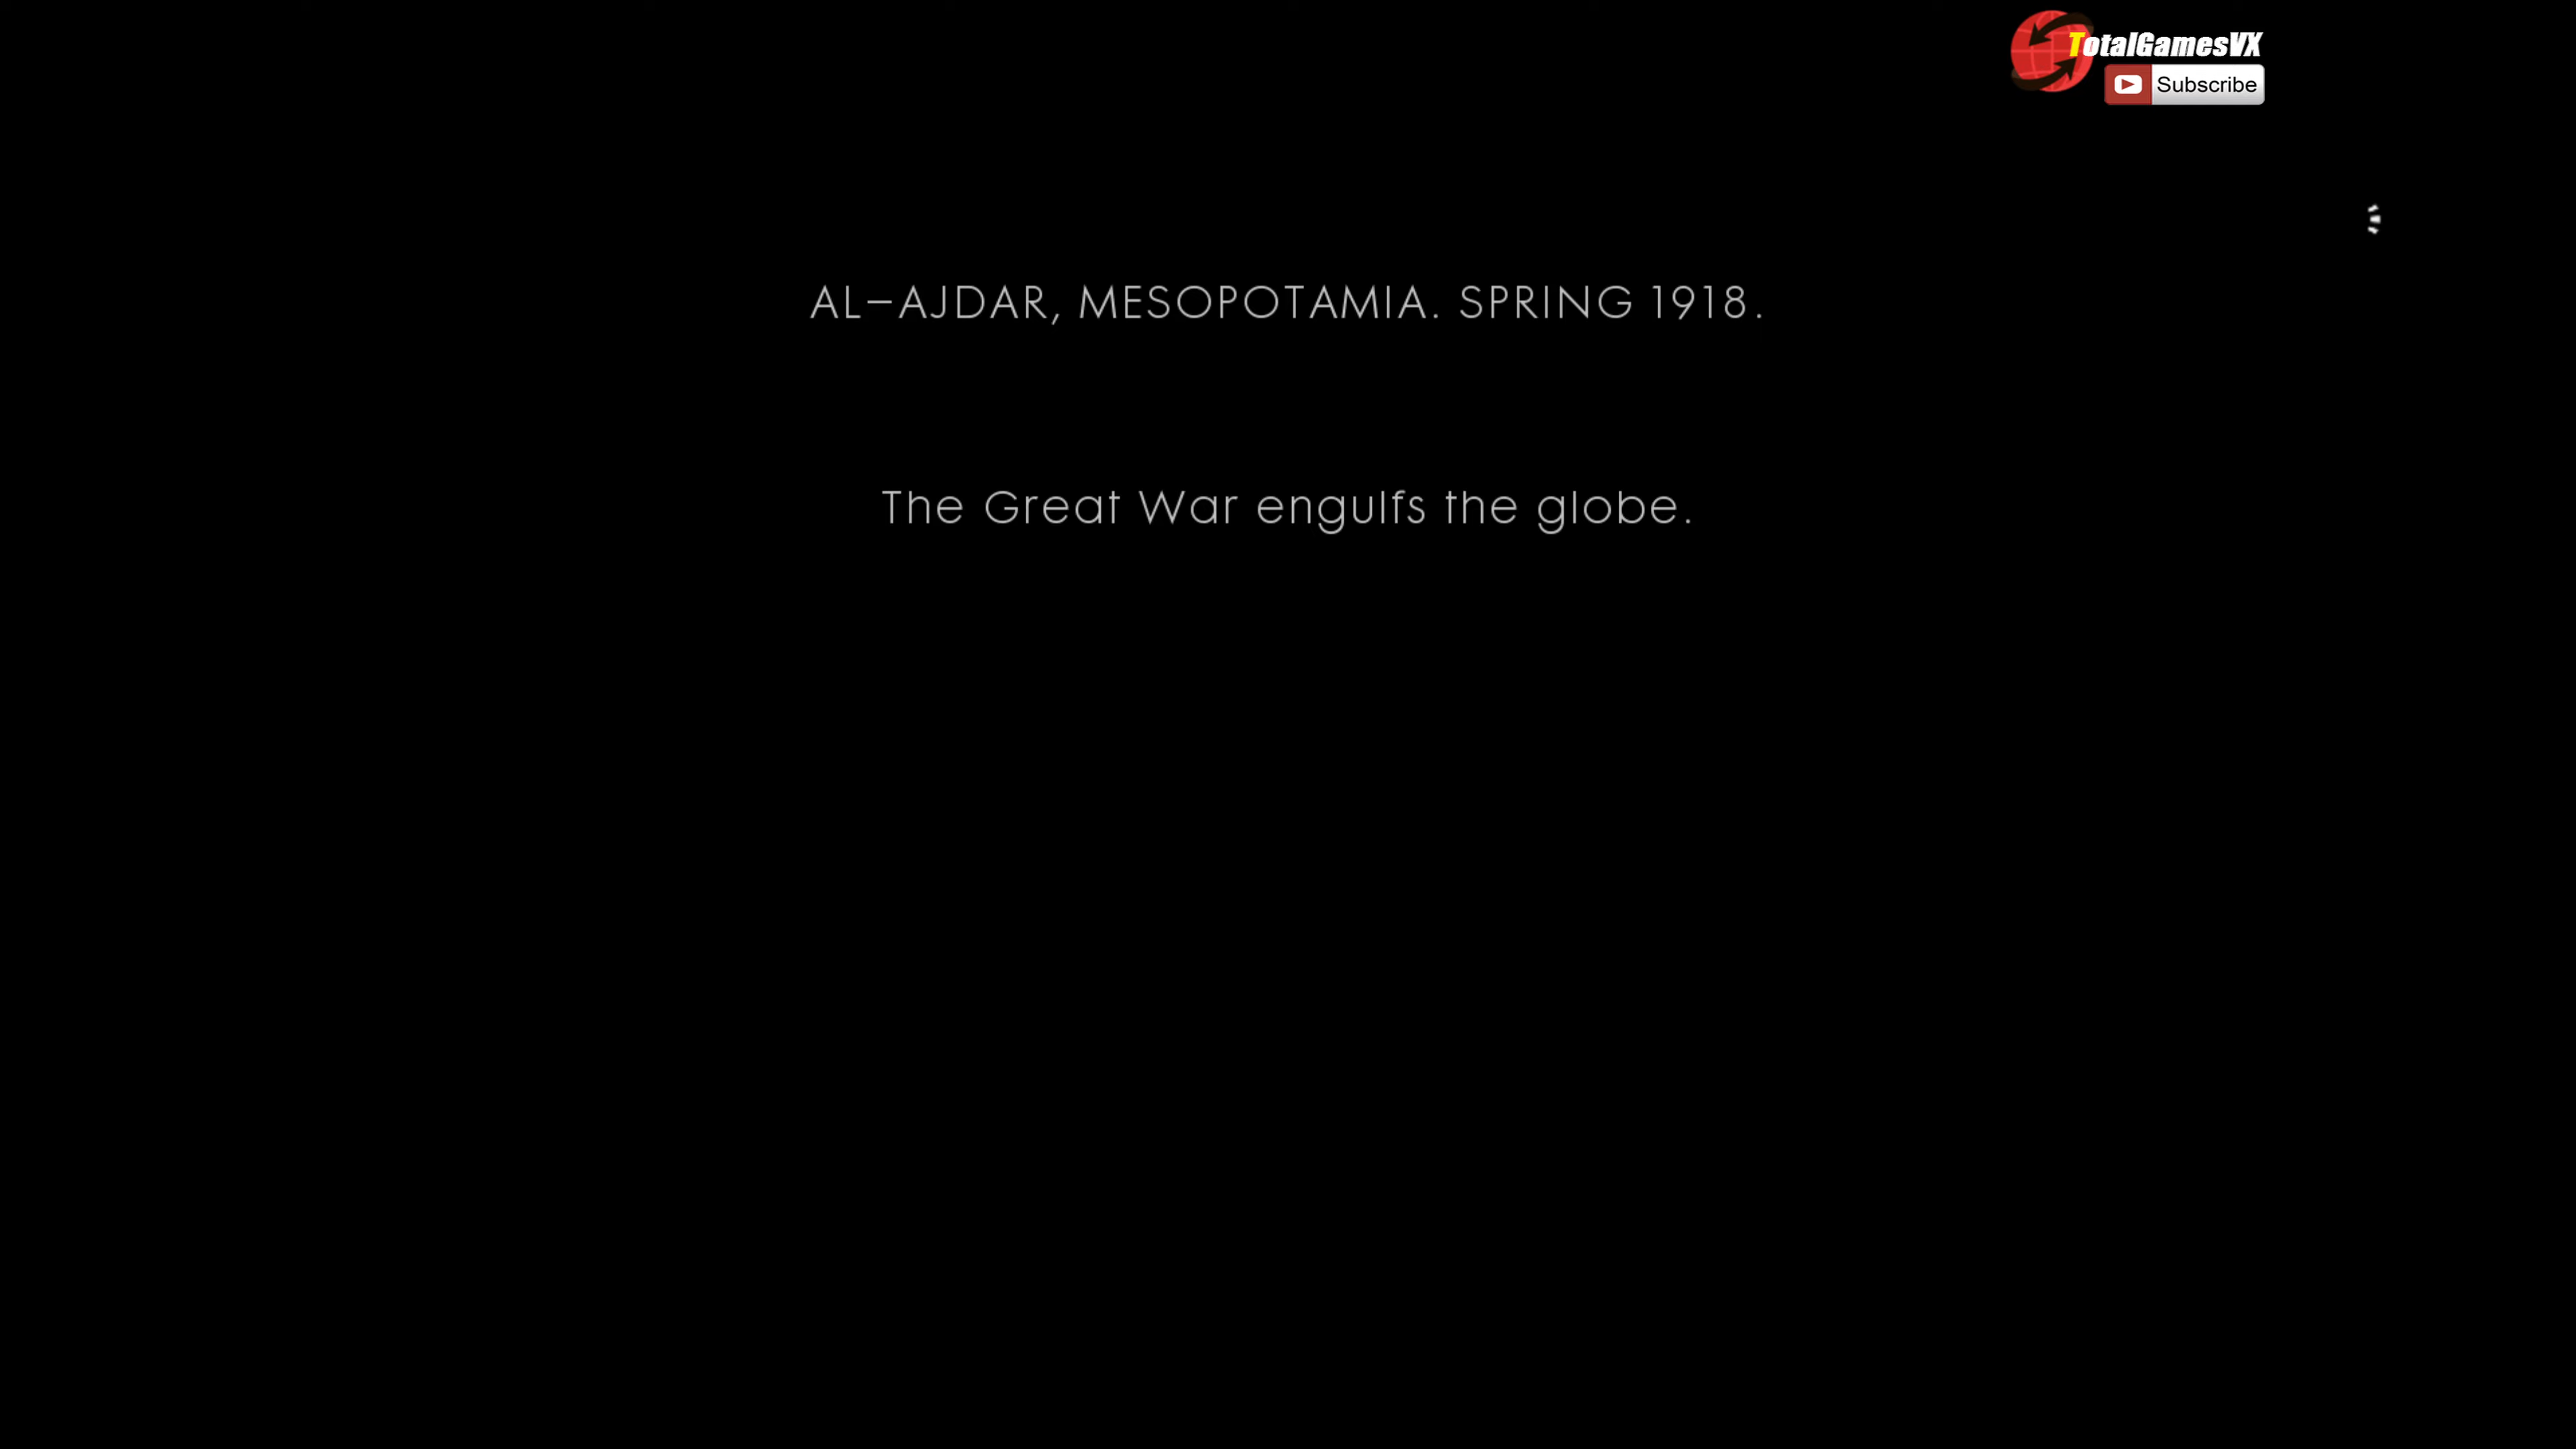 TotalGamesVX
Subscribe
AL–AJDAR, MESOPOTAMIA. SPRING 1918.
The Great War engulfs the globe.